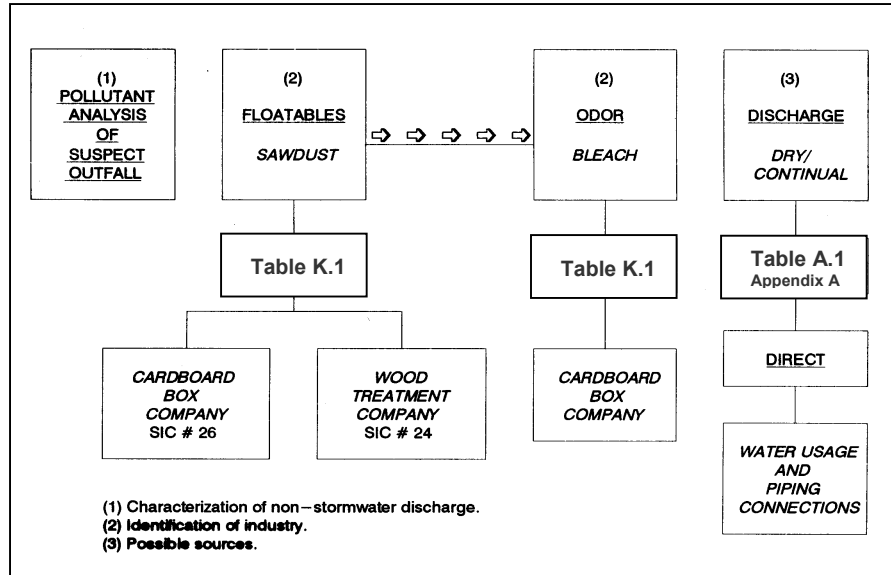 (1)
POLLUTANT
ANALYSIS
OF
SUSPECT
OUTFALL
(2)
FLOATABLES
SAWDUST
(2)
ODOR
BLEACH
(3)
DISCHARGE
DRY/
CONTINUAL
Table K.1
Table K.1
Table A.1
Appendix A
CARDBOARD
BOX
COMPANY
SIC # 26
WOOD
TREATMENT
COMPANY
SIC # 24
CARDBOARD
BOX
COMPANY
DIRECT
WATER USAGE
AND
PIPING
CONNECTIONS
(1) Characterization of non-stormwater discharge.
(2) Identification of industry.
(3) Possible sources.